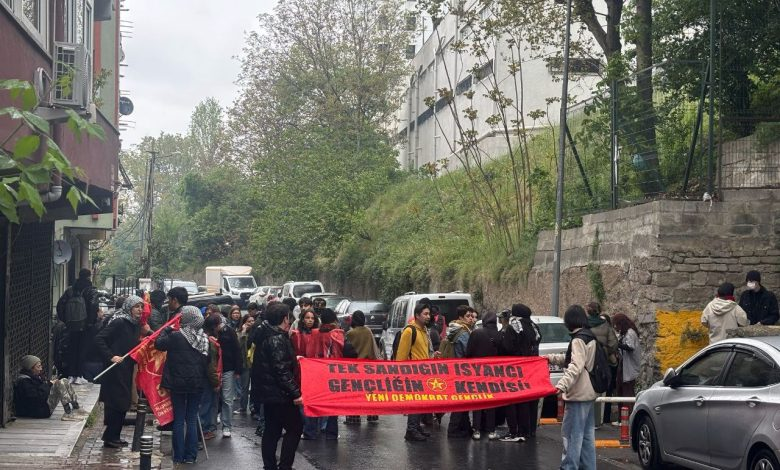 TEK SANDIĞIN İSYANCI
GENÇLİĞİN KENDİSİ!
YENİ DEMOKRAT GENÇLİK